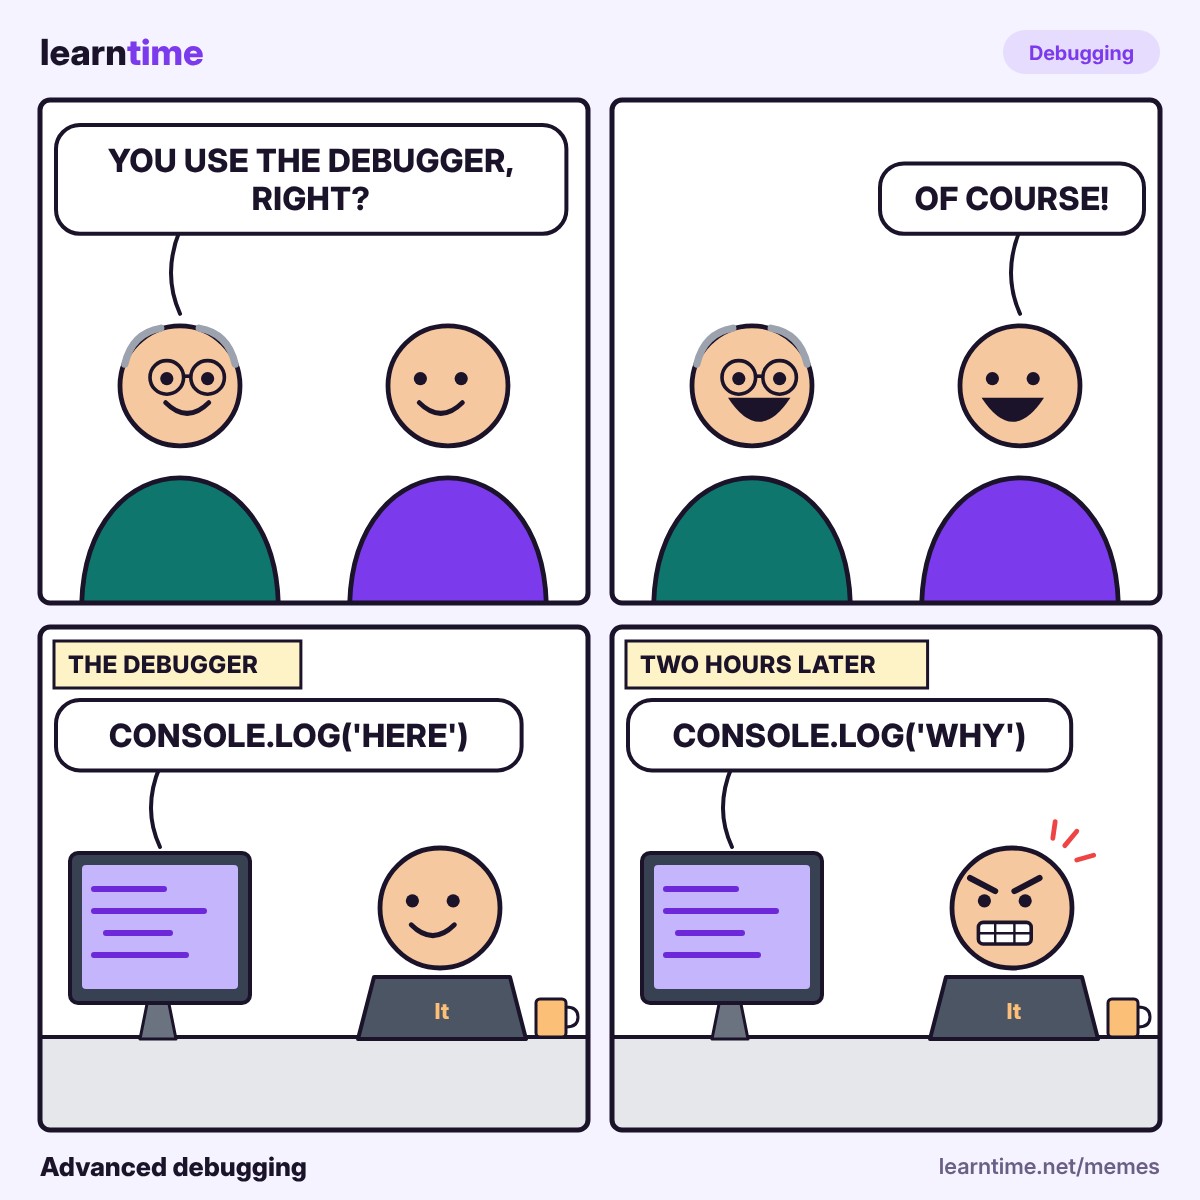 learntime
Debugging
YOU USE THE DEBUGGER,
RIGHT?
OF COURSE!
THE DEBUGGER
CONSOLE.LOG('HERE')
lt
TWO HOURS LATER
CONSOLE.LOG('WHY')
lt
Advanced debugging
learntime.net/memes